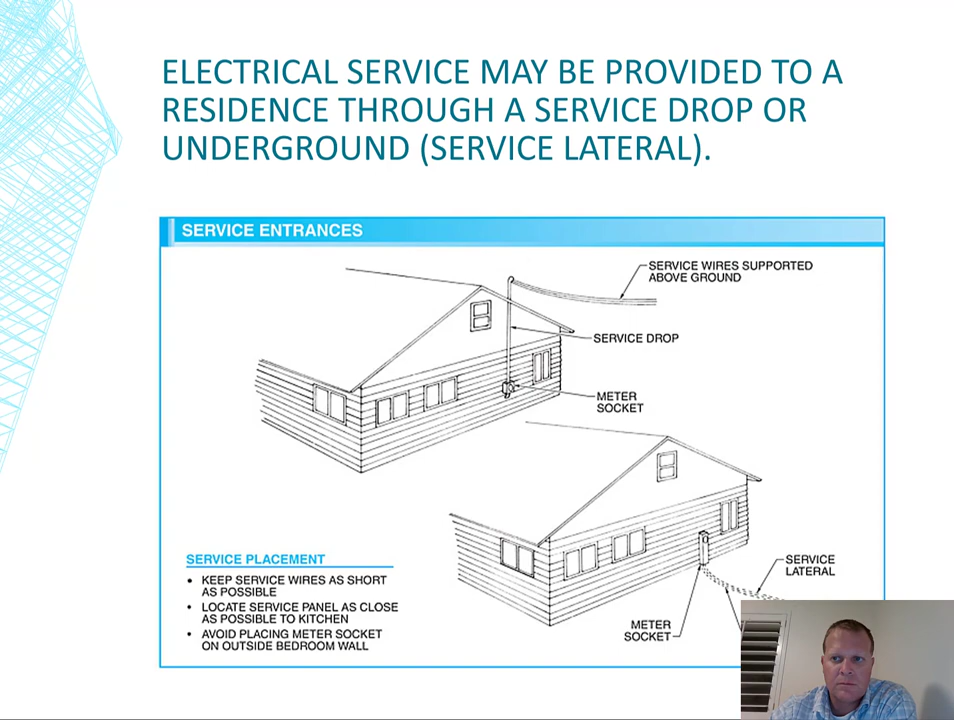 ELECTRICAL SERVICE MAY BE PROVIDED TO A
RESIDENCE THROUGH A SERVICE DROP OR
UNDERGROUND (SERVICE LATERAL).
SERVICE ENTRANCES
SERVICE WIRES SUPPORTED
ABOVE GROUND
SERVICE DROP
METER
SOCKET
SERVICE
LATERAL
METER
SOCKET
SERVICE PLACEMENT
• KEEP SERVICE WIRES AS SHORT
AS POSSIBLE
• LOCATE SERVICE PANEL AS CLOSE
AS POSSIBLE TO KITCHEN
• AVOID PLACING METER SOCKET
ON OUTSIDE BEDROOM WALL